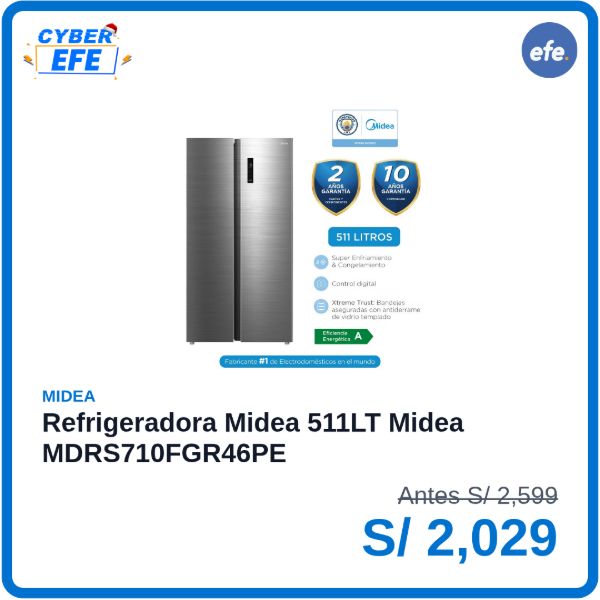 CYBER
EFE
efe.
Midea
2
AÑOS
GARANTÍA
10
AÑOS
GARANTÍA
COMPRESOR
511 LITROS
Super Enfriamiento
& Congelamiento
Control digital
Xtreme Trust: Bandejas
aseguradas con antiderrame
de vidrio templado
Eficiencia
Energética A
Fabricante #1 de Electrodomésticos en el mundo
MIDEA
Refrigeradora Midea 511LT Midea
MDRS710FGR46PE
Antes S/ 2,599
S/ 2,029